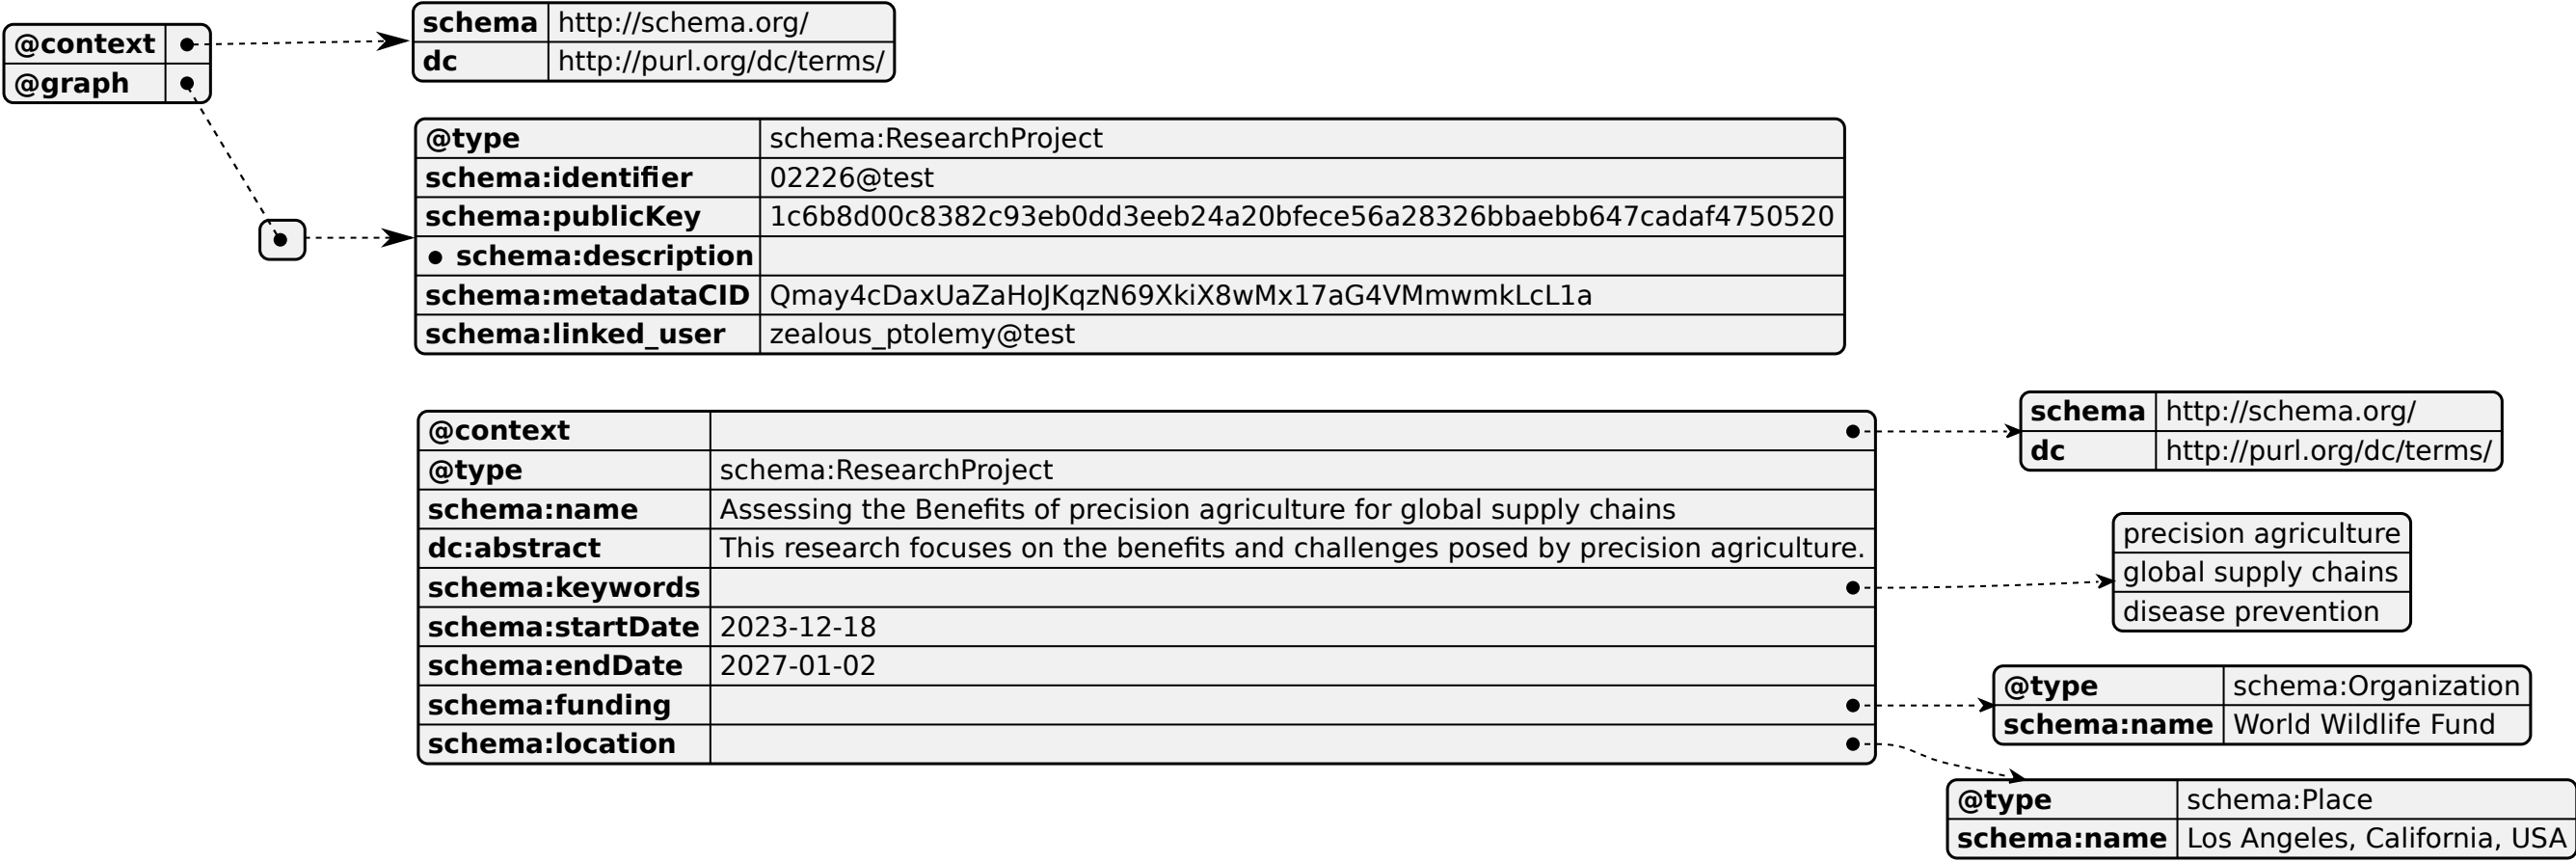 @context
@graph
schema http://schema.org/
dc http://purl.org/dc/terms/
@type schema:ResearchProject
schema:identifier 02226@test
schema:publicKey 1c6b8d00c8382c93eb0dd3eeb24a20bfece56a28326bbaebb647cadaf4750520
● schema:description
schema:metadataCID Qmay4cDaxUaZaHoJKqzN69XkiX8wMx17aG4VMmwmkLcL1a
schema:linked_user zealous_ptolemy@test
@context
@type schema:ResearchProject
schema:name Assessing the Benefits of precision agriculture for global supply chains
dc:abstract This research focuses on the benefits and challenges posed by precision agriculture.
schema:keywords
schema:startDate 2023-12-18
schema:endDate 2027-01-02
schema:funding
schema:location
schema http://schema.org/
dc http://purl.org/dc/terms/
precision agriculture
global supply chains
disease prevention
@type schema:Organization
schema:name World Wildlife Fund
@type schema:Place
schema:name Los Angeles, California, USA